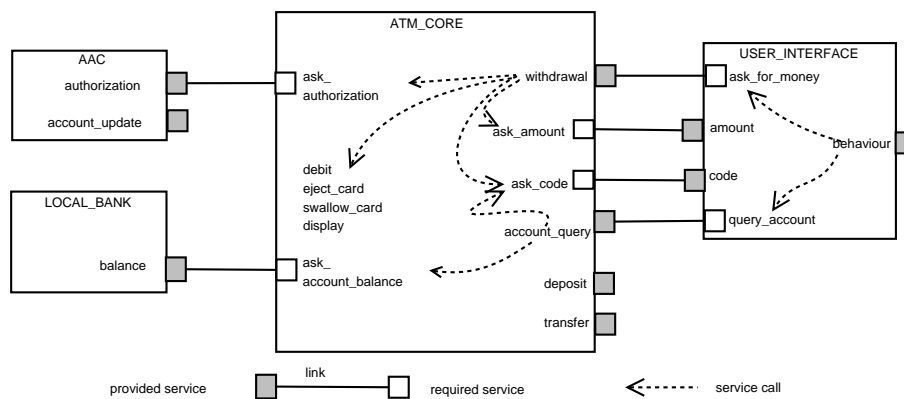 ATM_CORE
AAC
authorization
account_update
LOCAL_BANK
balance
ask_
authorization
withdrawal
ask_amount
debit
eject_card
swallow_card
display
ask_code
account_query
ask_
account_balance
deposit
transfer
USER_INTERFACE
ask_for_money
amount
behaviour
code
query_account
provided service
link
required service
service call